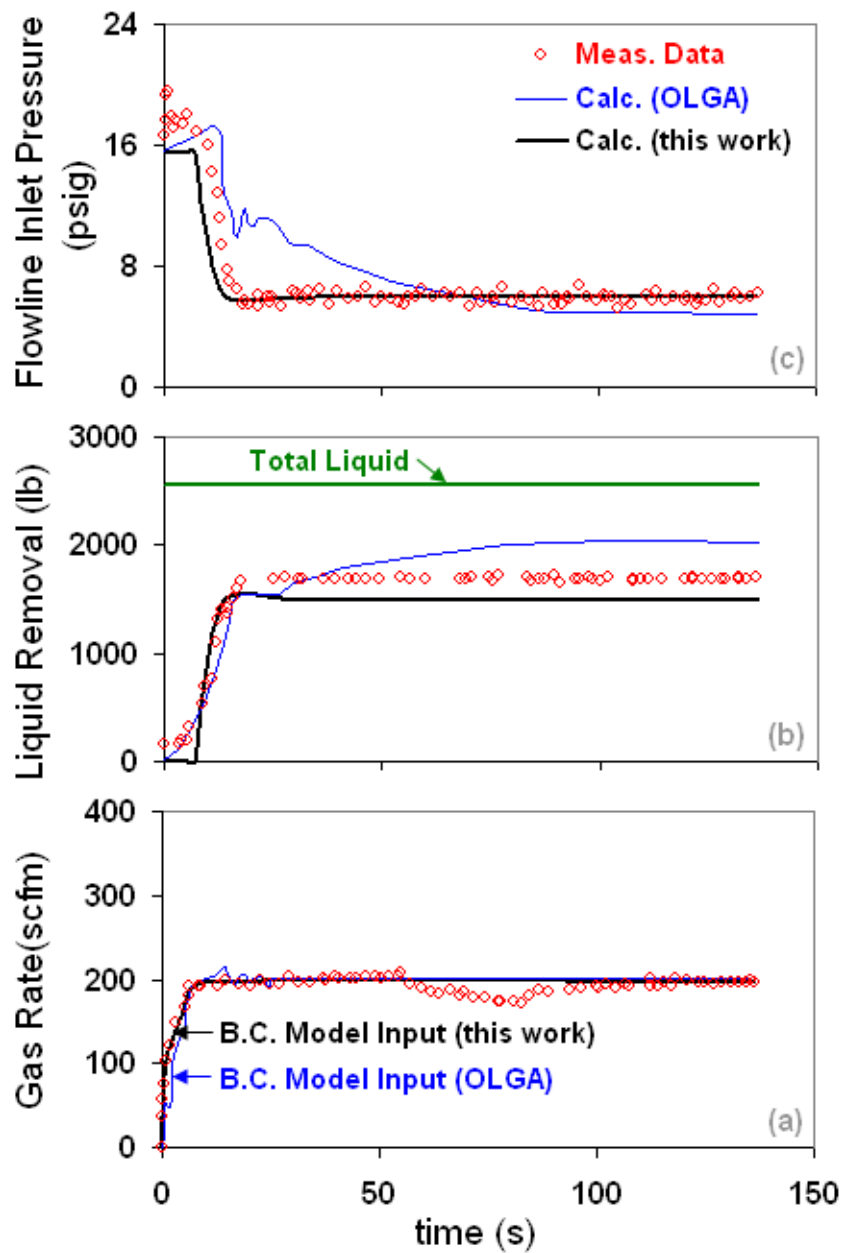 24
16
8
0
Flowline Inlet Pressure
(psig)
Meas. Data
Calc. (OLGA)
Calc. (this work)
(c)
3000
2000
1000
0
Liquid Removal (lb)
Total Liquid
(b)
400
300
200
100
0
Gas Rate(scfm)
B.C. Model Input (this work)
B.C. Model Input (OLGA)
(a)
0
50
100
150
time (s)